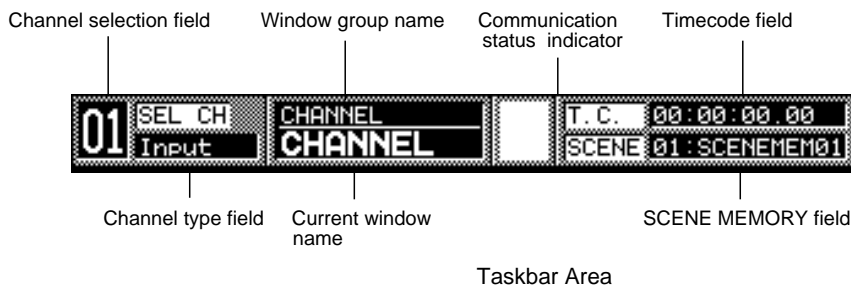 Channel selection field
Window group name
Communication
status indicator
Timecode field
01
SEL CH
Input
CHANNEL
CHANNEL
T.C.
00:00:00.00
SCENE
01:SCENEMEM01
Channel type field
Current window
name
SCENE MEMORY field
Taskbar Area